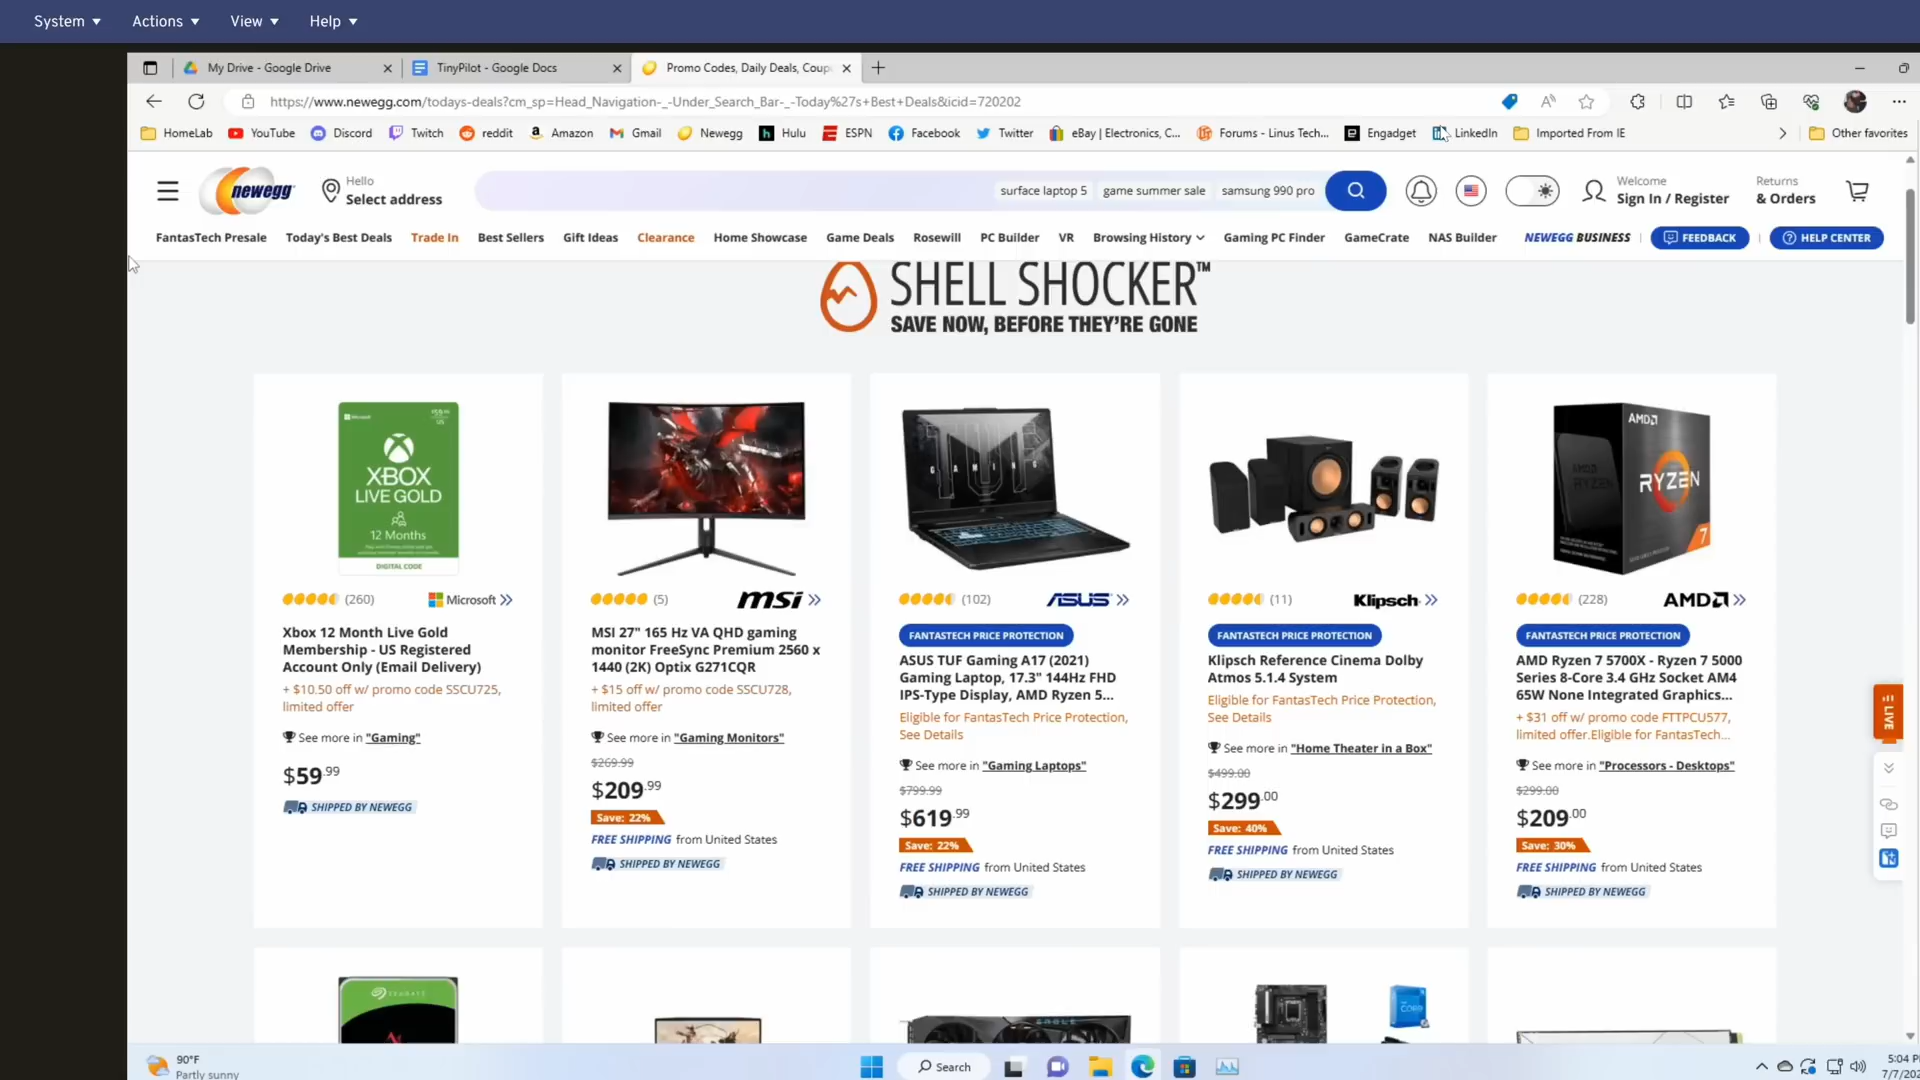 System ▾ Actions ▾ View ▾ Help ▾
My Drive - Google Drive
TinyPilot - Google Docs
Promo Codes, Daily Deals, Coup
https://www.newegg.com/todays-deals?cm_sp=Head_Navigation-_-Under_Search_Bar-_-Today%27s+Best+Deals&icid=720202
HomeLab YouTube Discord Twitch reddit Amazon Gmail Newegg Hulu ESPN Facebook Twitter eBay | Electronics, C... Forums - Linus Tech... Engadget LinkedIn Imported From IE Other favorites
newegg
Hello
Select address
surface laptop 5 game summer sale samsung 990 pro
Welcome
Sign In / Register
Returns
& Orders
FantasTech Presale Today's Best Deals Trade In Best Sellers Gift Ideas Clearance Home Showcase Game Deals Rosewill PC Builder VR Browsing History Gaming PC Finder GameCrate NAS Builder NEWEGG BUSINESS FEEDBACK HELP CENTER
SHELL SHOCKER™
SAVE NOW, BEFORE THEY'RE GONE
Microsoft
XBOX
LIVE GOLD
12 Months
DIGITAL CODE
(260) Microsoft
Xbox 12 Month Live Gold
Membership - US Registered
Account Only (Email Delivery)
+ $10.50 off w/ promo code SSCU725,
limited offer
See more in "Gaming"
$59.99
SHIPPED BY NEWEGG
(5) msi
MSI 27" 165 Hz VA QHD gaming
monitor FreeSync Premium 2560 x
1440 (2K) Optix G271CQR
+ $15 off w/ promo code SSCU728,
limited offer
See more in "Gaming Monitors"
$269.99
$209.99
Save: 22%
FREE SHIPPING from United States
SHIPPED BY NEWEGG
TUF
GAMING
(102) ASUS
FANTASTECH PRICE PROTECTION
ASUS TUF Gaming A17 (2021)
Gaming Laptop, 17.3" 144Hz FHD
IPS-Type Display, AMD Ryzen 5...
Eligible for FantasTech Price Protection,
See Details
See more in "Gaming Laptops"
$799.99
$619.99
Save: 22%
FREE SHIPPING from United States
SHIPPED BY NEWEGG
(11) Klipsch
FANTASTECH PRICE PROTECTION
Klipsch Reference Cinema Dolby
Atmos 5.1.4 System
Eligible for FantasTech Price Protection,
See Details
See more in "Home Theater in a Box"
$499.00
$299.00
Save: 40%
FREE SHIPPING from United States
SHIPPED BY NEWEGG
AMD
RYZEN
7
(228) AMD
FANTASTECH PRICE PROTECTION
AMD Ryzen 7 5700X - Ryzen 7 5000
Series 8-Core 3.4 GHz Socket AM4
65W None Integrated Graphics...
+ $31 off w/ promo code FTTPCU577,
limited offer.Eligible for FantasTech...
See more in "Processors - Desktops"
$299.00
$209.00
Save: 30%
FREE SHIPPING from United States
SHIPPED BY NEWEGG
LIVE
SEAGATE
EAGLE
CORE
90°F
Partly sunny
Search
5:04 P
7/7/202